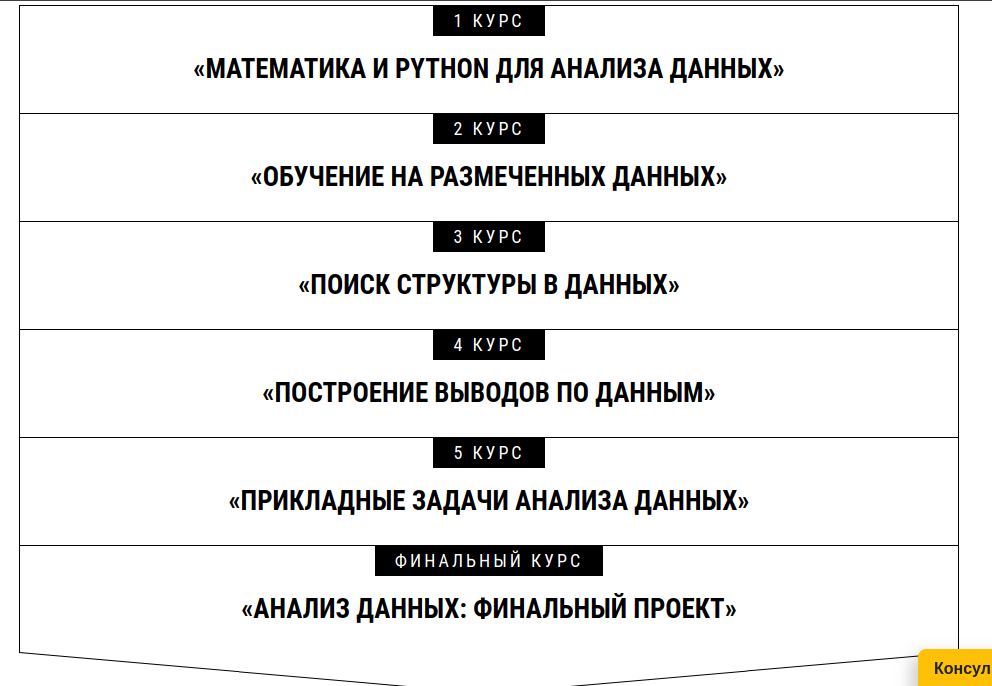 1 КУРС
«МАТЕМАТИКА И PYTHON ДЛЯ АНАЛИЗА ДАННЫХ»
2 КУРС
«ОБУЧЕНИЕ НА РАЗМЕЧЕННЫХ ДАННЫХ»
3 КУРС
«ПОИСК СТРУКТУРЫ В ДАННЫХ»
4 КУРС
«ПОСТРОЕНИЕ ВЫВОДОВ ПО ДАННЫМ»
5 КУРС
«ПРИКЛАДНЫЕ ЗАДАЧИ АНАЛИЗА ДАННЫХ»
ФИНАЛЬНЫЙ КУРС
«АНАЛИЗ ДАННЫХ: ФИНАЛЬНЫЙ ПРОЕКТ»
Консул